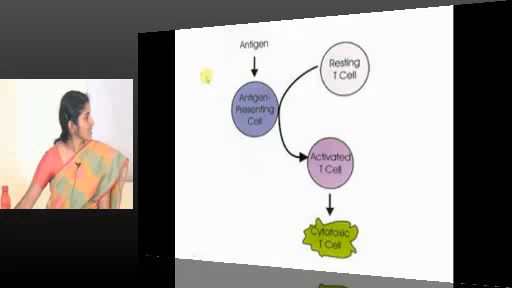 Antigen
Resting
T Cell
Antigen-
Presenting
Cell
Activated
T Cell
Cytotoxic
T Cell